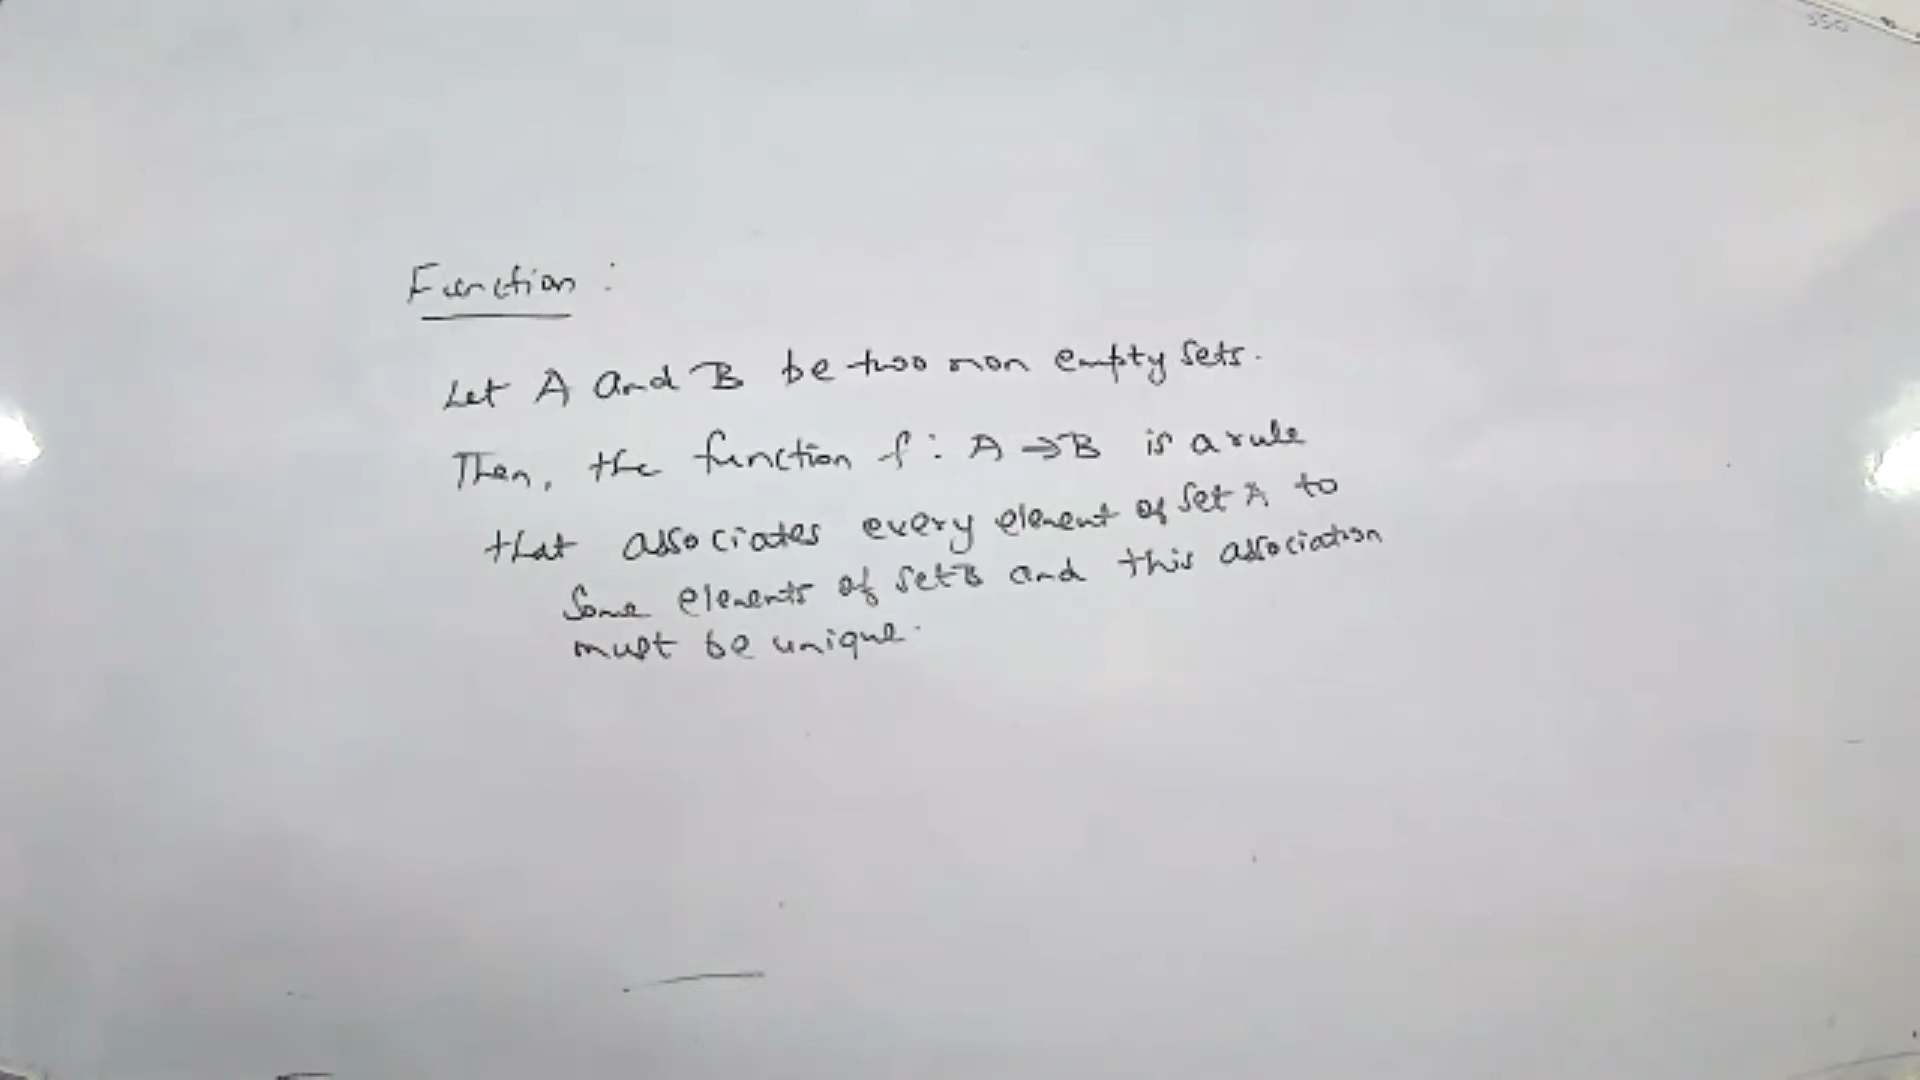 Function :
Let A and B be two non empty sets.
Then, the function f : A → B is a rule
that associates every element of set A to
Some elements of set B and this association
must be unique.